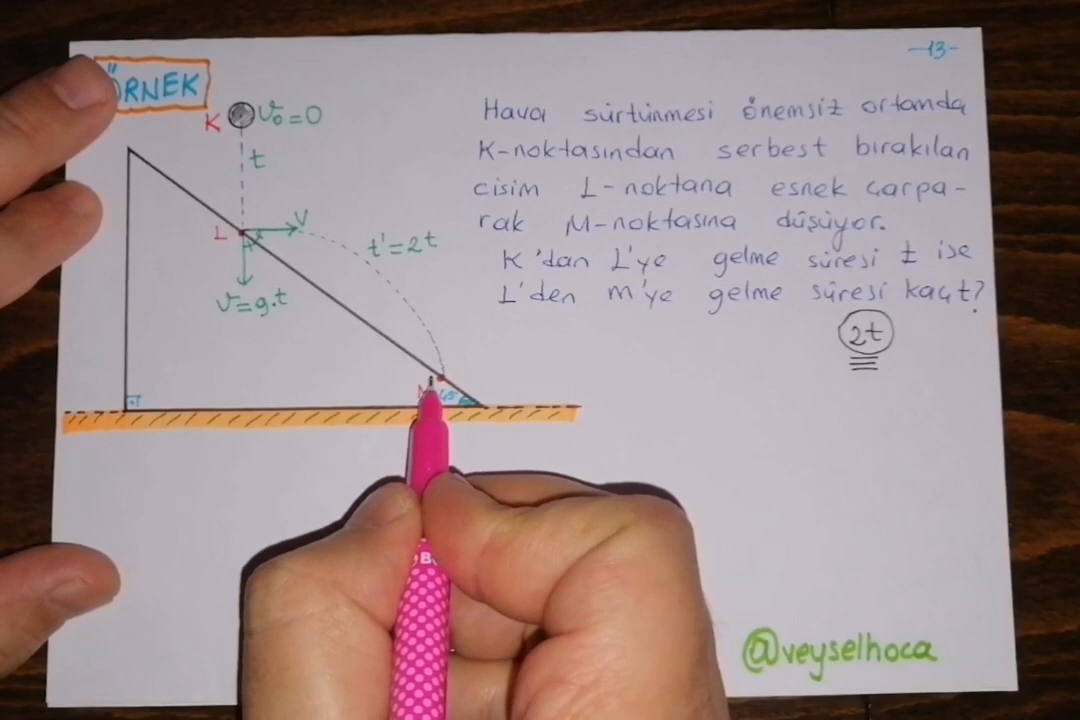 ÖRNEK
-13-
K
V₀=0
t
L
V
t'=2t
V=g.t
45
Hava sürtünmesi önemsiz ortamda
K-noktasından serbest bırakılan
cisim L-noktana esnek çarpa-
rak M-noktasına düşüyor.
K'dan L'ye gelme süresi t ise
L'den m'ye gelme süresi kaç t?
2t
@veyselhoca